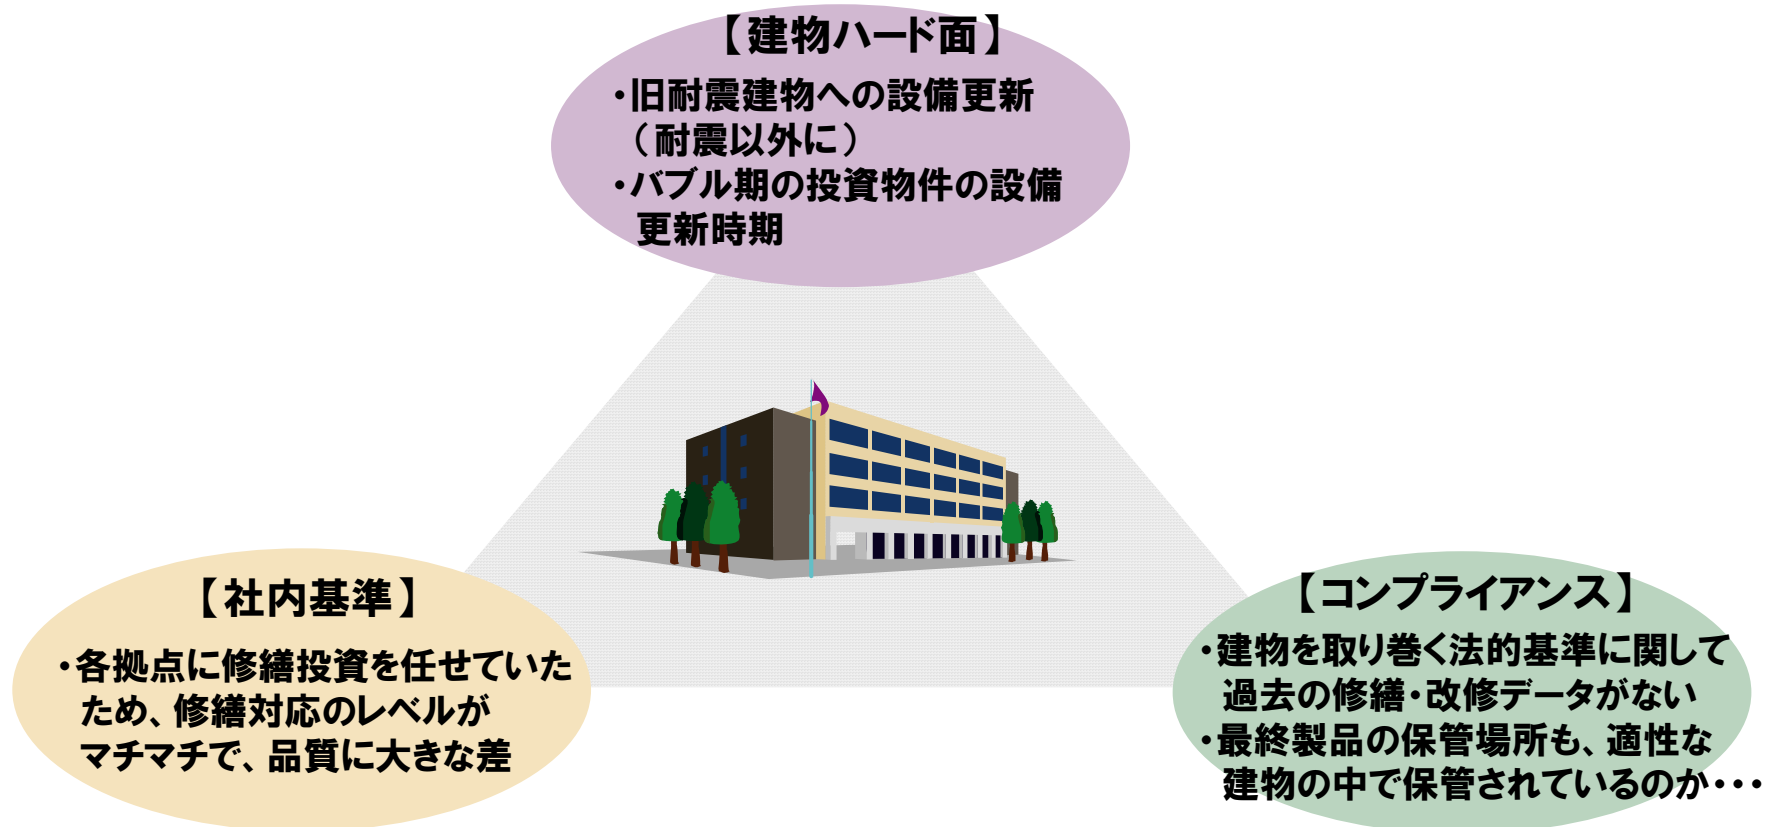 【建物ハード面】
・旧耐震建物への設備更新
（耐震以外に）
・バブル期の投資物件の設備
更新時期
【社内基準】
・各拠点に修繕投資を任せていた
ため、修繕対応のレベルが
マチマチで、品質に大きな差
【コンプライアンス】
・建物を取り巻く法的基準に関して
過去の修繕・改修データがない
・最終製品の保管場所も、適性な
建物の中で保管されているのか・・・